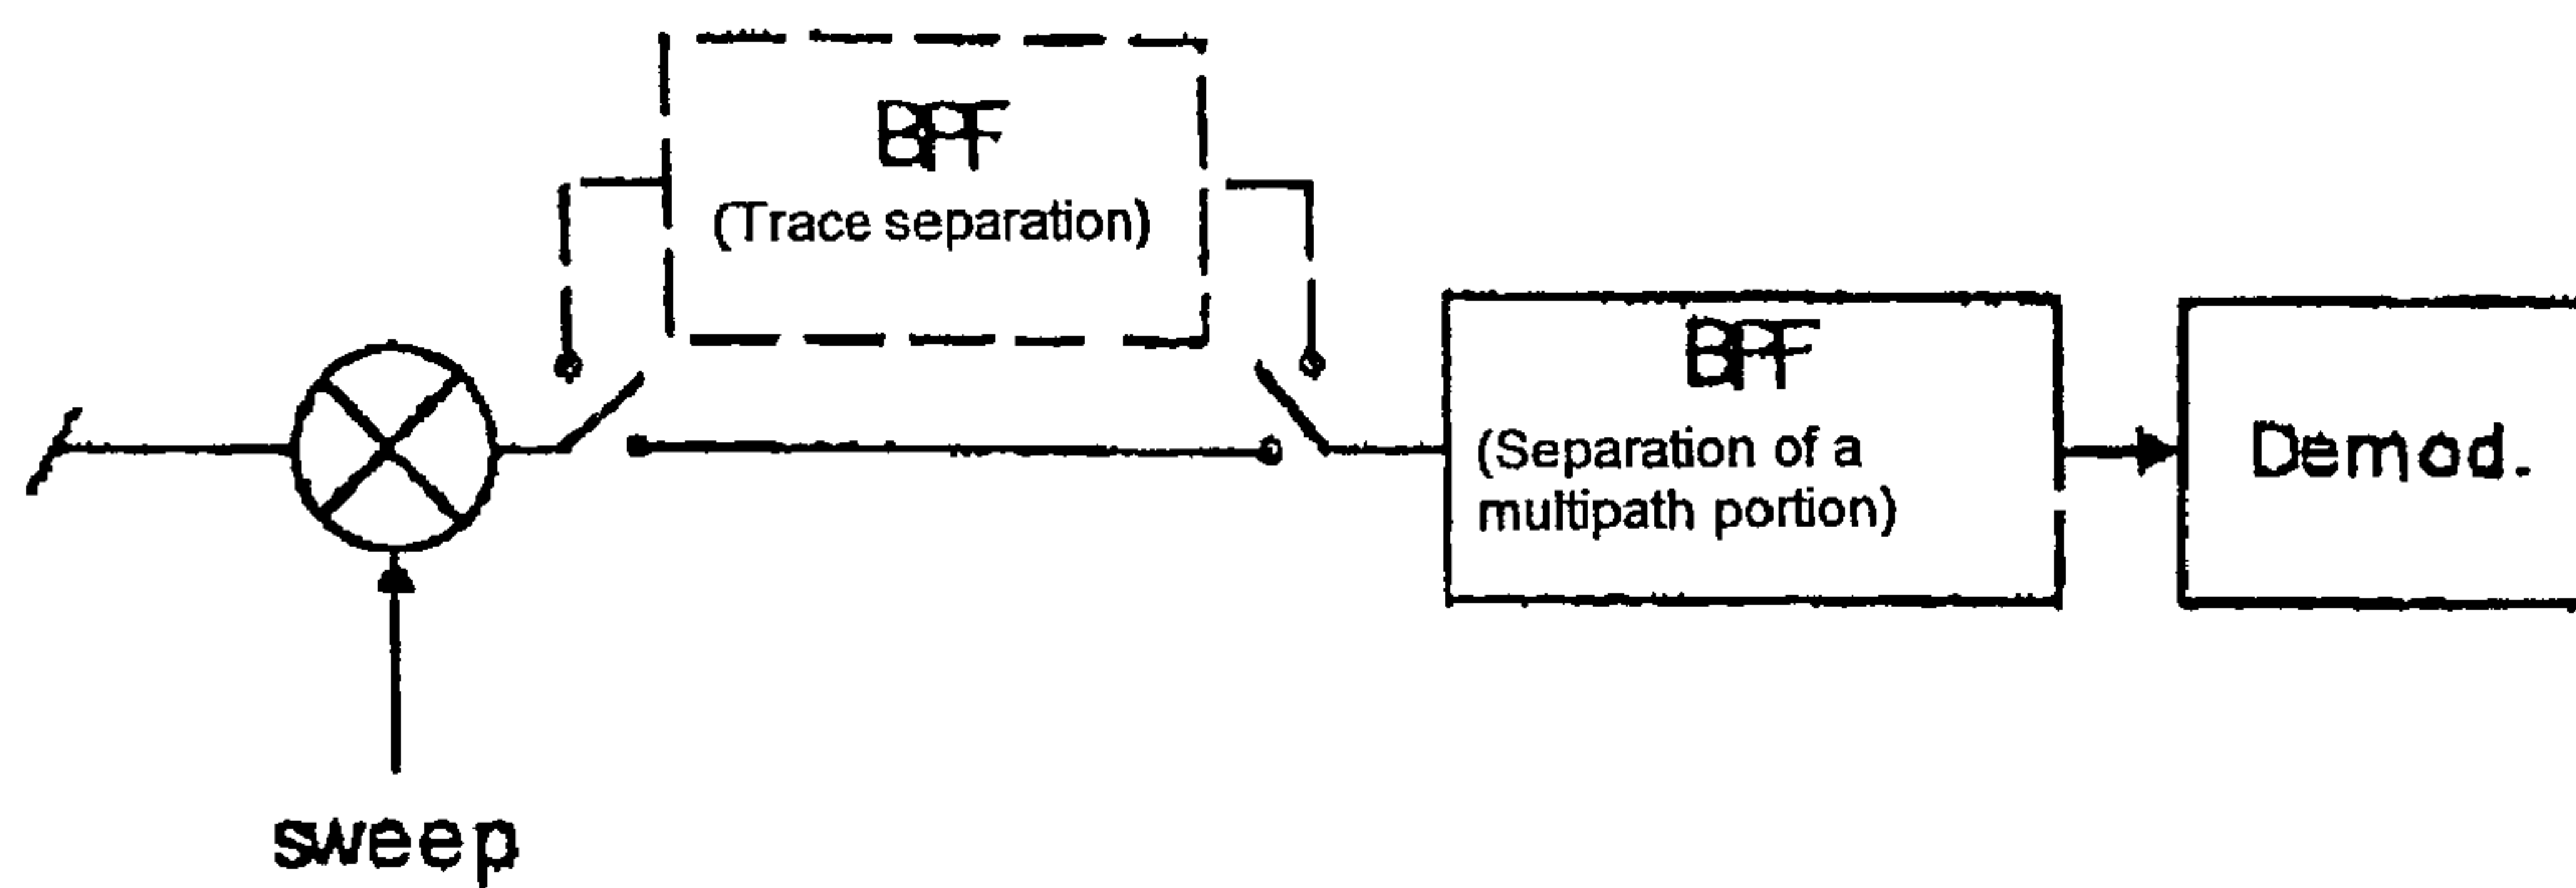 BPF
(Trace separation)
BPF
(Separation of a
multipath portion)
Demod.
sweep